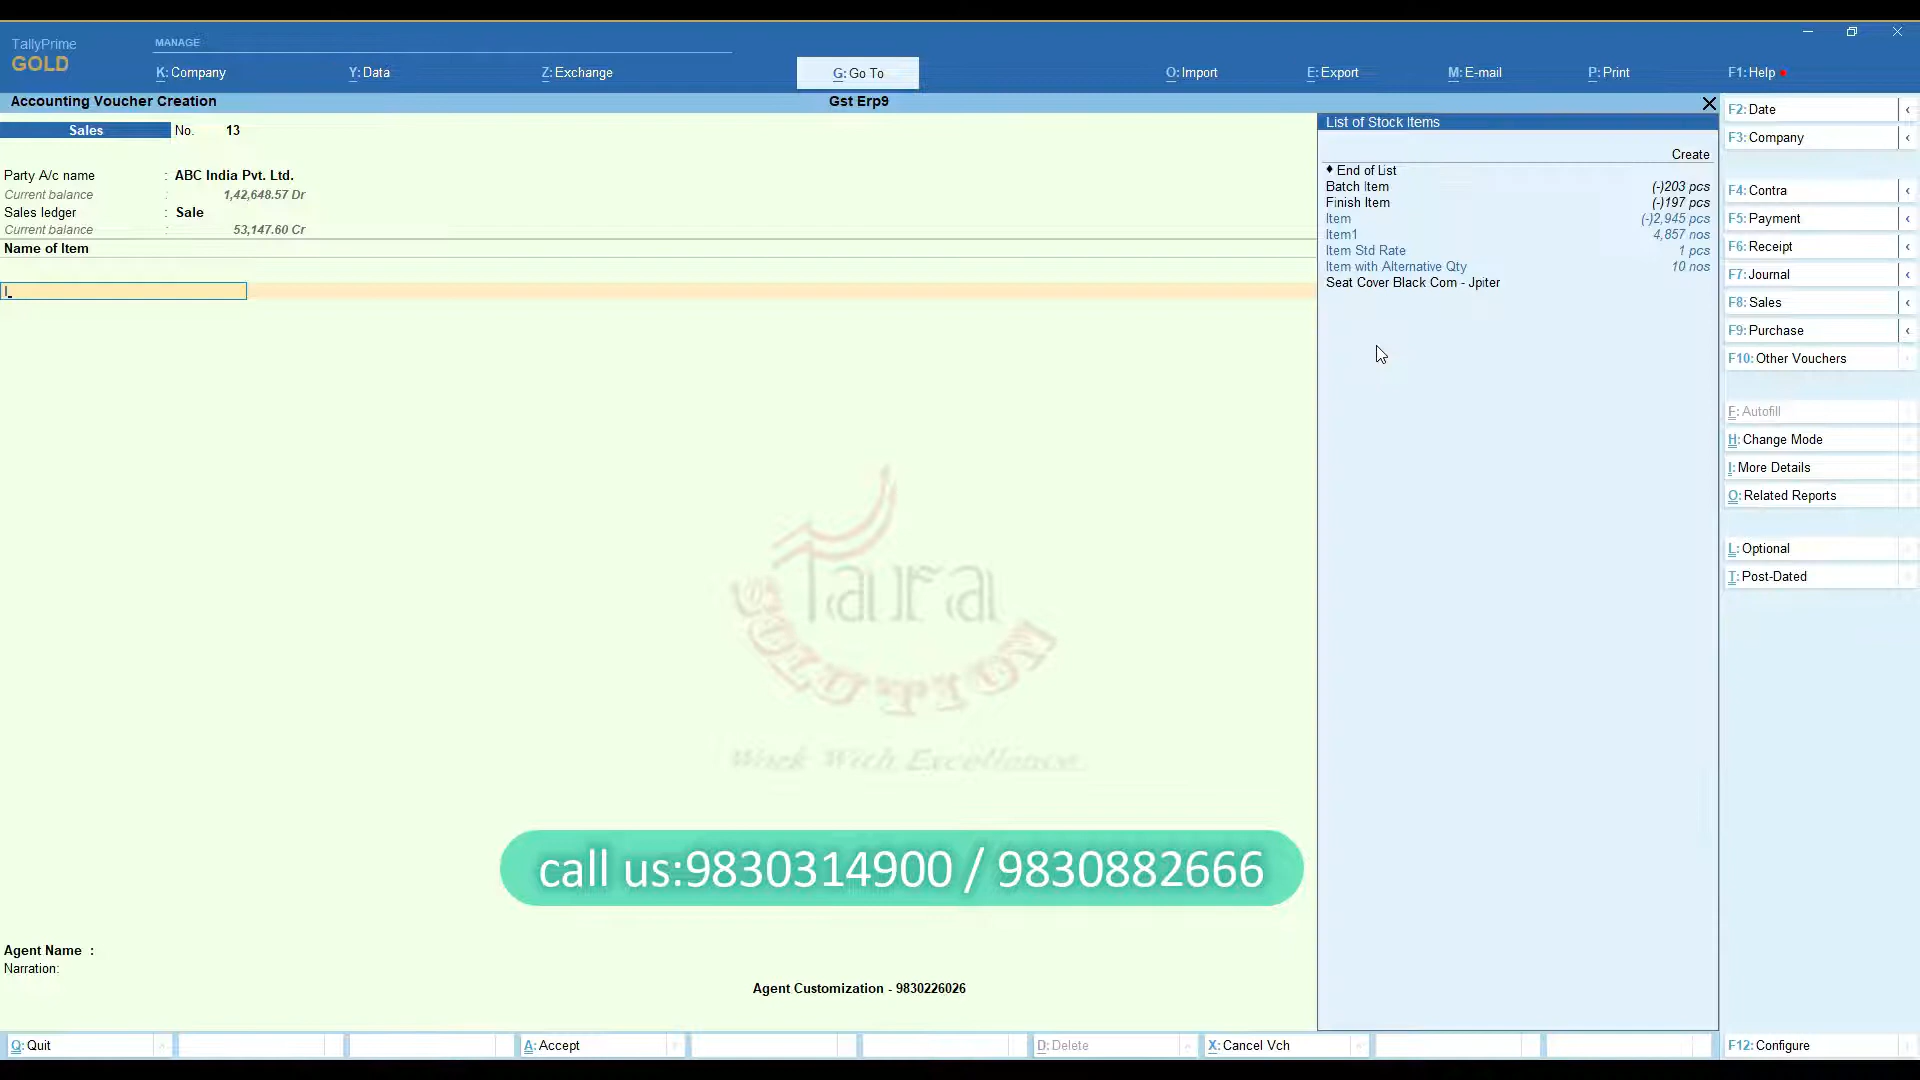 TallyPrime
GOLD
MANAGE
K: Company
Y: Data
Z: Exchange
G: Go To
O: Import
E: Export
M: E-mail
P: Print
F1: Help
Accounting Voucher Creation
Gst Erp9
Sales No. 13
Party A/c name : ABC India Pvt. Ltd.
Current balance : 1,42,648.57 Dr
Sales ledger : Sale
Current balance : 53,147.60 Cr
Name of Item
I
List of Stock Items
Create
♦ End of List
Batch Item (-)203 pcs
Finish Item (-)197 pcs
Item (-)2,945 pcs
Item1 4,857 nos
Item Std Rate 1 pcs
Item with Alternative Qty 10 nos
Seat Cover Black Com - Jpiter
F2: Date
F3: Company
F4: Contra
F5: Payment
F6: Receipt
F7: Journal
F8: Sales
F9: Purchase
F10: Other Vouchers
F: Autofill
H: Change Mode
I: More Details
O: Related Reports
L: Optional
T: Post-Dated
Tara
SOLUTION
Work With Excellence
call us:9830314900 / 9830882666
Agent Name :
Narration:
Agent Customization - 9830226026
Q: Quit
A: Accept
D: Delete
X: Cancel Vch
F12: Configure